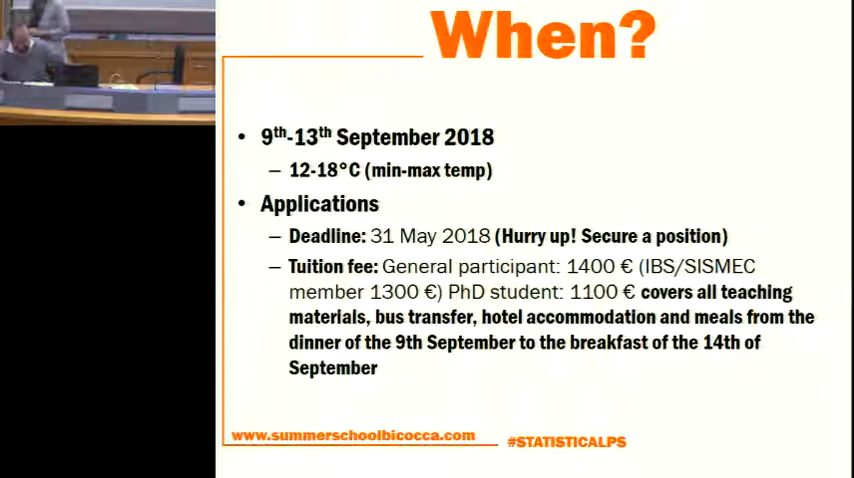 When?
• 9th-13th September 2018
– 12-18°C (min-max temp)
• Applications
– Deadline: 31 May 2018 (Hurry up! Secure a position)
– Tuition fee: General participant: 1400 € (IBS/SISMEC
member 1300 €) PhD student: 1100 € covers all teaching
materials, bus transfer, hotel accommodation and meals from the
dinner of the 9th September to the breakfast of the 14th of
September
www.summerschoolbicocca.com
#STATISTICALPS